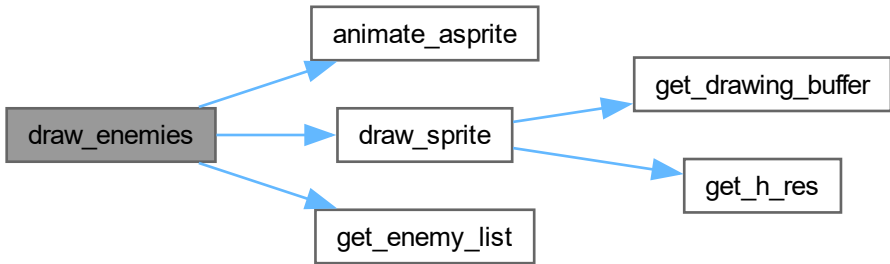 animate_asprite
get_drawing_buffer
draw_enemies
draw_sprite
get_h_res
get_enemy_list